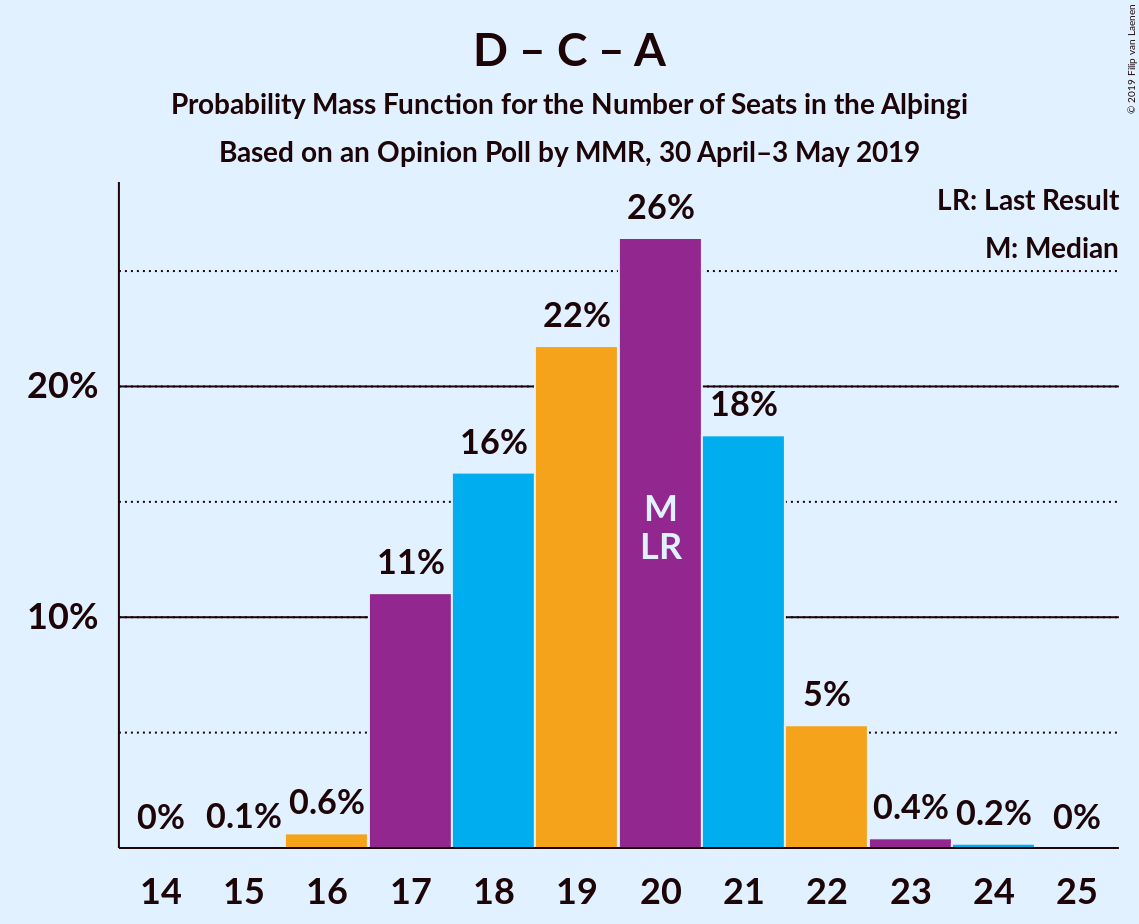 D – C – A
Probability Mass Function for the Number of Seats in the Alþingi
Based on an Opinion Poll by MMR, 30 April–3 May 2019
© 2019 Filip van Laenen
LR: Last Result
M: Median
26%
22%
20%
18%
16%
M
LR
11%
10%
5%
0%
0.1%
0.6%
0.4%
0.2%
0%
14 15 16 17 18 19 20 21 22 23 24 25